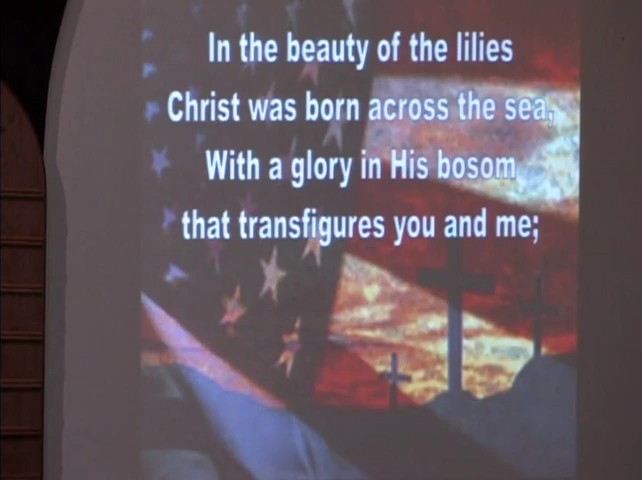 In the beauty of the lilies
Christ was born across the sea,
With a glory in His bosom
that transfigures you and me;